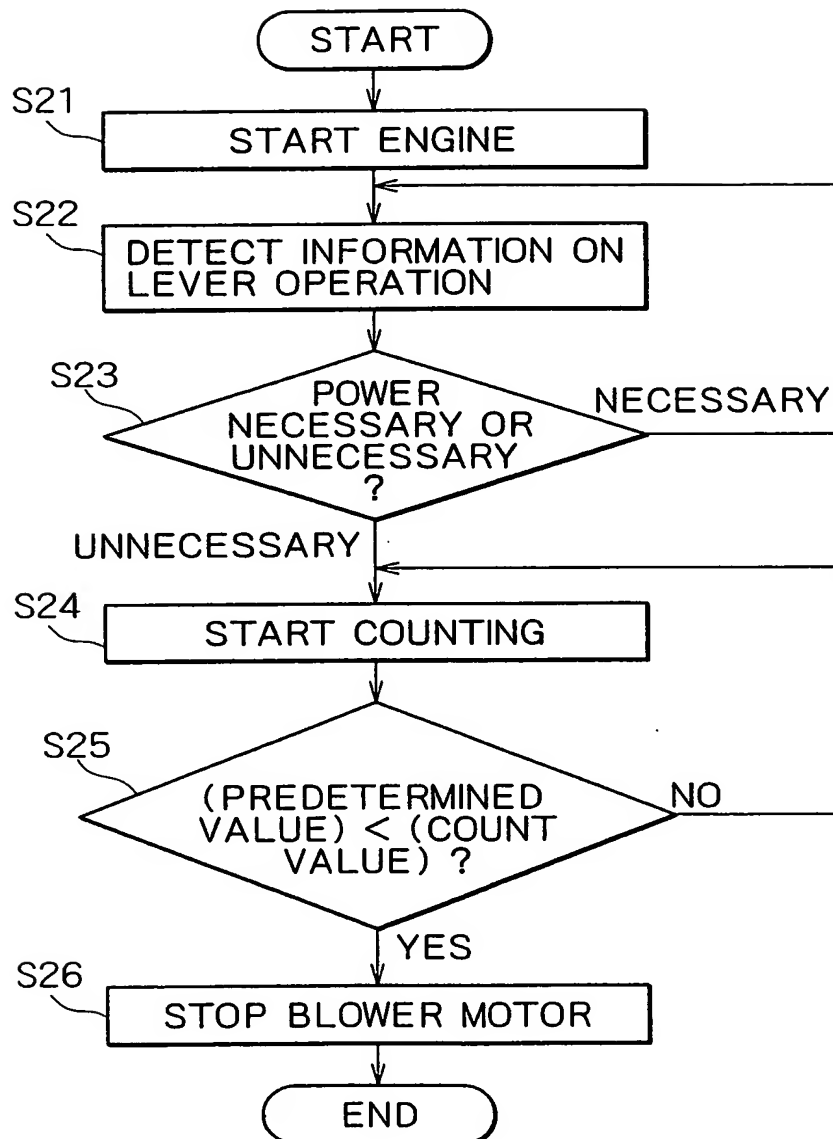 START
S21
START ENGINE
S22
DETECT INFORMATION ON
LEVER OPERATION
S23
POWER
NECESSARY OR
UNNECESSARY
?
NECESSARY
UNNECESSARY
S24
START COUNTING
S25
(PREDETERMINED
VALUE) < (COUNT
VALUE) ?
NO
YES
S26
STOP BLOWER MOTOR
END